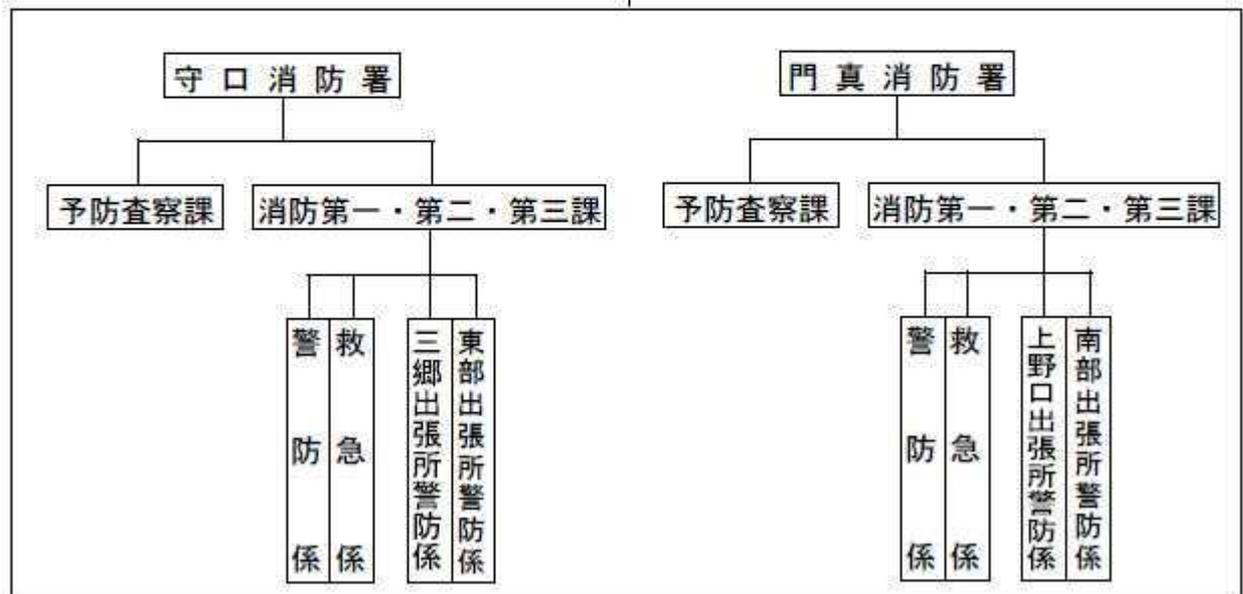 守口消防署
予防査察課
消防第一・第二・第三課
警防係
救急係
三郷出張所警防係
東部出張所警防係
門真消防署
予防査察課
消防第一・第二・第三課
警防係
救急係
上野口出張所警防係
南部出張所警防係